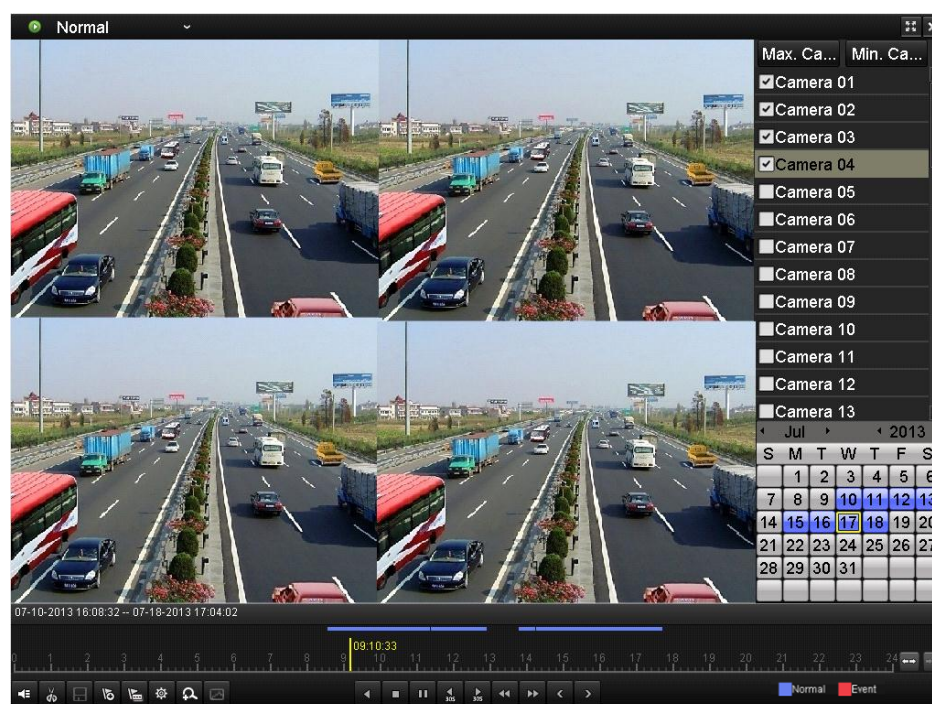 Normal
Max. Ca... Min. Ca...
Camera 01
Camera 02
Camera 03
Camera 04
Camera 05
Camera 06
Camera 07
Camera 08
Camera 09
Camera 10
Camera 11
Camera 12
Camera 13
Jul 2013
S M T W T F S
1 2 3 4 5 6
7 8 9 10 11 12 13
14 15 16 17 18 19 20
21 22 23 24 25 26 27
28 29 30 31
07-10-2013 16:08:32 -- 07-18-2013 17:04:02
09:10:33
0 1 2 3 4 5 6 7 8 9 10 11 12 13 14 15 16 17 18 19 20 21 22 23 24
30S 30S
Normal Event